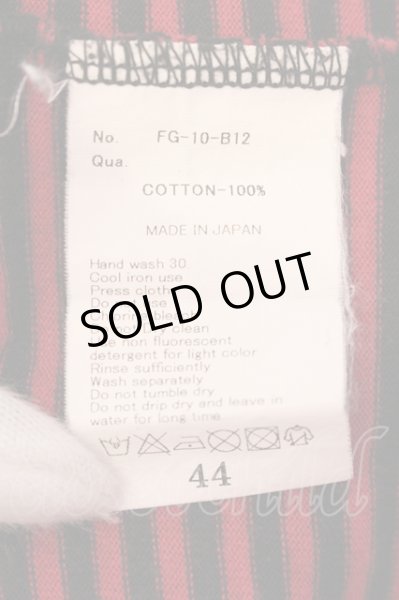 No. FG-10-B12
Qua.
COTTON-100%
MADE IN JAPAN
Hand wash 30.
Cool iron use
Press cloth
Do
SOLD OUT
clean
non fluorescent
detergent for light color
Rinse sufficiently
Wash separately
Do not tumble dry
Do not drip dry and leave in
water for long time
44